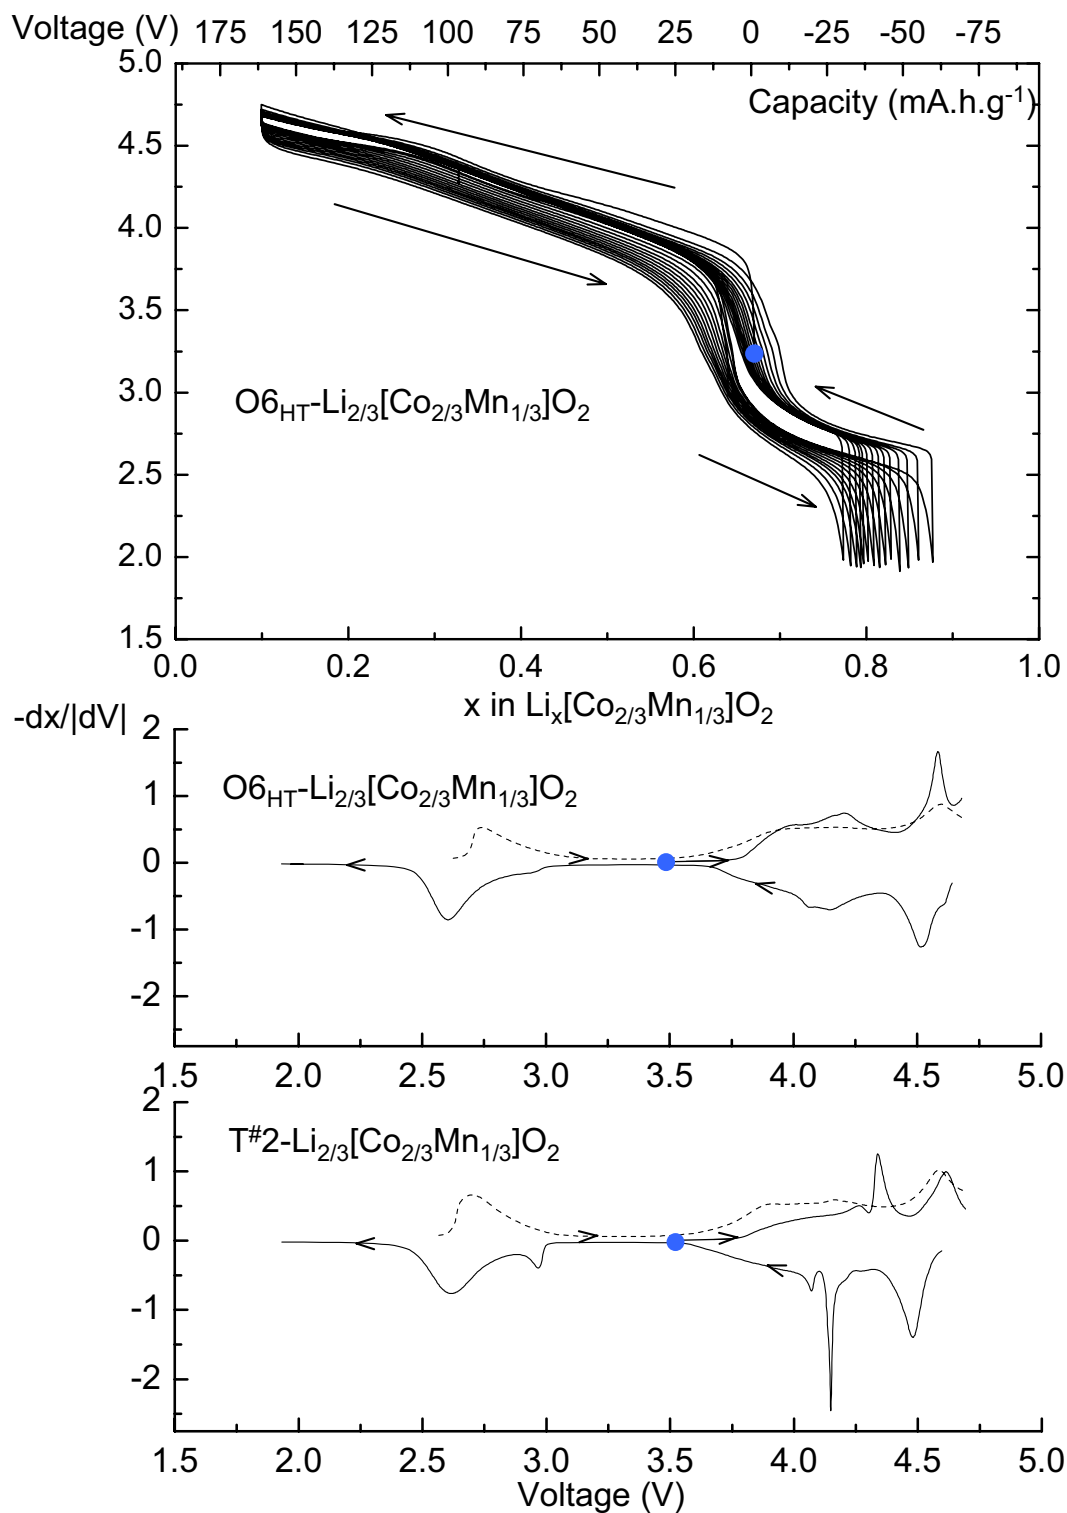 Voltage (V) 175 150 125 100 75 50 25 0 -25 -50 -75
5.0
Capacity (mA.h.g-1)
4.5
4.0
3.5
3.0
O6HT-Li2/3[Co2/3Mn1/3]O2
2.5
2.0
1.5
0.0 0.2 0.4 0.6 0.8 1.0
x in Lix[Co2/3Mn1/3]O2
-dx/|dV|
2
O6HT-Li2/3[Co2/3Mn1/3]O2
1
0
-1
-2
1.5 2.0 2.5 3.0 3.5 4.0 4.5 5.0
2
T#2-Li2/3[Co2/3Mn1/3]O2
1
0
-1
-2
1.5 2.0 2.5 3.0 3.5 4.0 4.5 5.0
Voltage (V)